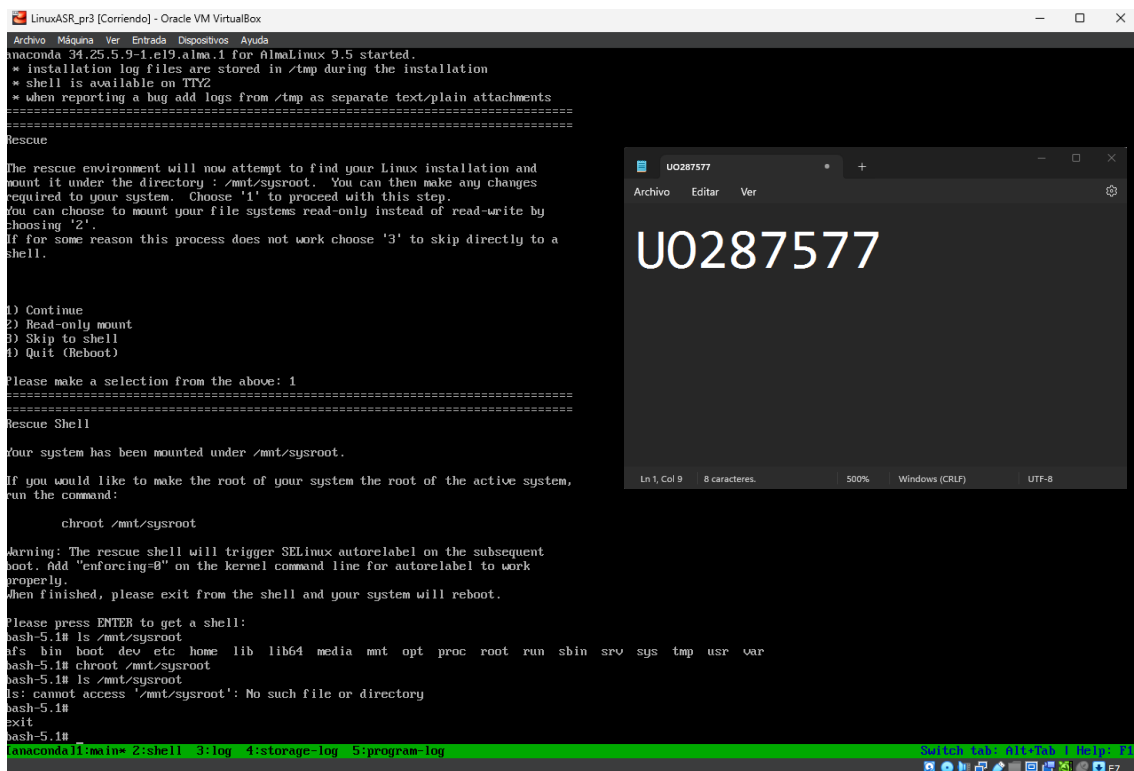 LinuxASR_pr3 [Corriendo] - Oracle VM VirtualBox
Archivo Máquina Ver Entrada Dispositivos Ayuda
anaconda 34.25.5.9-1.el9.alma.1 for AlmaLinux 9.5 started.
* installation log files are stored in /tmp during the installation
* shell is available on TTY2
* when reporting a bug add logs from /tmp as separate text/plain attachments
================================================================================
================================================================================
Rescue
The rescue environment will now attempt to find your Linux installation and
mount it under the directory : /mnt/sysroot.  You can then make any changes
required to your system.  Choose '1' to proceed with this step.
You can choose to mount your file systems read-only instead of read-write by
choosing '2'.
If for some reason this process does not work choose '3' to skip directly to a
shell.
1) Continue
2) Read-only mount
3) Skip to shell
4) Quit (Reboot)
Please make a selection from the above: 1
================================================================================
================================================================================
Rescue Shell
Your system has been mounted under /mnt/sysroot.
If you would like to make the root of your system the root of the active system,
run the command:
chroot /mnt/sysroot
Warning: The rescue shell will trigger SELinux autorelabel on the subsequent
boot. Add "enforcing=0" on the kernel command line for autorelabel to work
properly.
When finished, please exit from the shell and your system will reboot.
Please press ENTER to get a shell:
bash-5.1# ls /mnt/sysroot
afs  bin  boot  dev  etc  home  lib  lib64  media  mnt  opt  proc  root  run  sbin  srv  sys  tmp  usr  var
bash-5.1# chroot /mnt/sysroot
bash-5.1# ls /mnt/sysroot
ls: cannot access '/mnt/sysroot': No such file or directory
bash-5.1#
exit
bash-5.1# _
[anaconda]1:main* 2:shell  3:log  4:storage-log  5:program-log
Switch tab: Alt+Tab | Help: F1
F7
UO287577
Archivo Editar Ver
UO287577
Ln 1, Col 9 8 caracteres. 500% Windows (CRLF) UTF-8